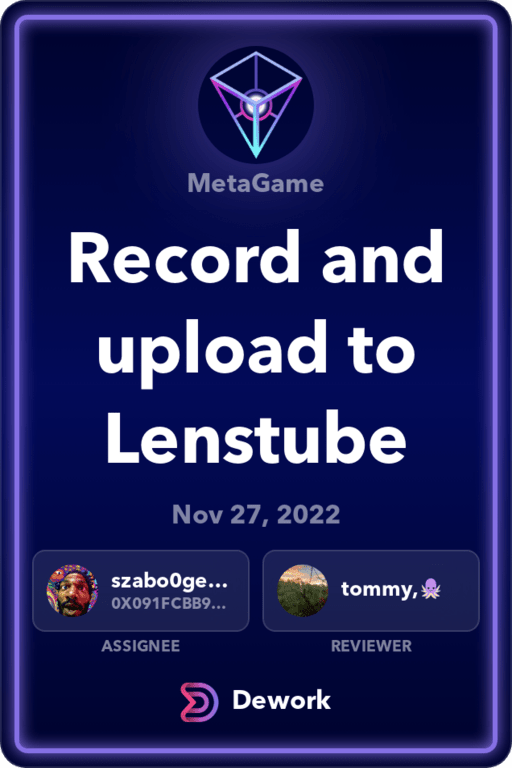 MetaGame
Record and
upload to
Lenstube
Nov 27, 2022
szabo0ge...
0X091FCBB9...
ASSIGNEE
tommy,🐙
REVIEWER
Dework